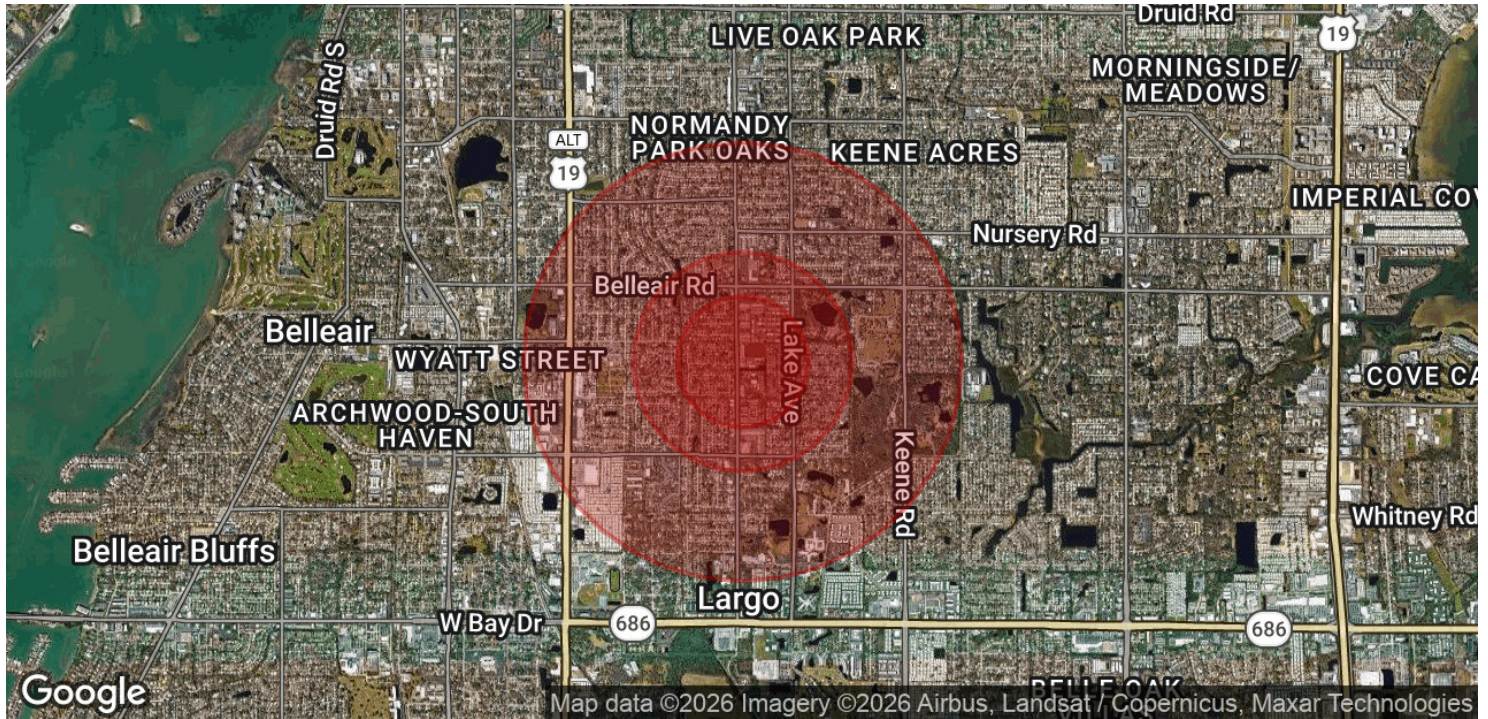 Druid Rd
19
LIVE OAK PARK
MORNINGSIDE/
MEADOWS
Druid Rd S
ALT
19
NORMANDY
PARK OAKS
KEENE ACRES
IMPERIAL COV
Nursery Rd
Belleair Rd
Belleair
WYATT STREET
Lake Ave
COVE CA
ARCHWOOD-SOUTH
HAVEN
Keene Rd
Whitney Rd
Belleair Bluffs
Largo
W Bay Dr
686
686
BELLE OAK
Google
Map data ©2026 Imagery ©2026 Airbus, Landsat / Copernicus, Maxar Technologies